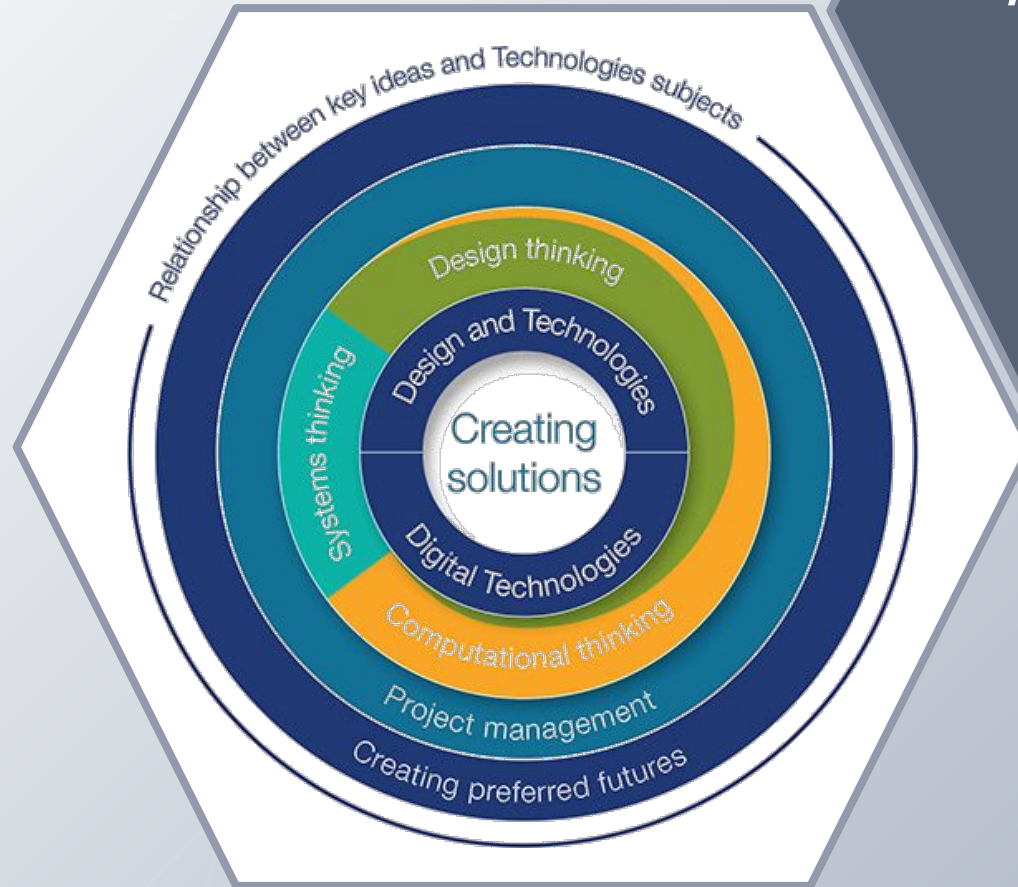 Relationship between key ideas and Technologies subjects
Design thinking
Design and Technologies
Systems thinking
Creating
solutions
Digital Technologies
Computational thinking
Project management
Creating preferred futures